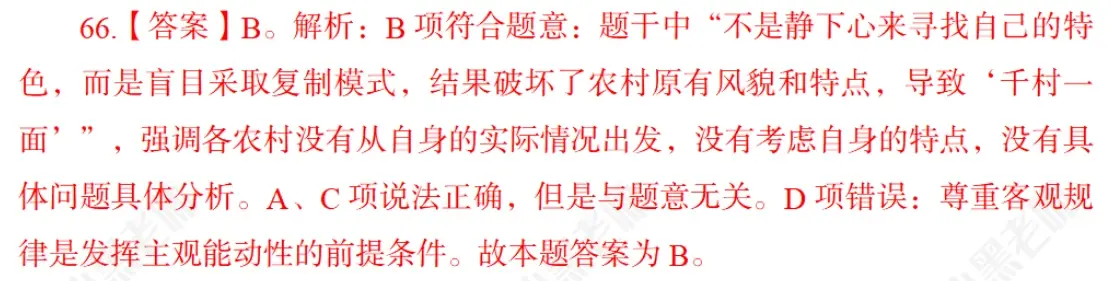 66.【答案】B。解析：B 项符合题意：题干中“不是静下心来寻找自己的特
色，而是盲目采取复制模式，结果破坏了农村原有风貌和特点，导致‘千村一
面’”，强调各农村没有从自身的实际情况出发，没有考虑自身的特点，没有具
体问题具体分析。A、C 项说法正确，但是与题意无关。D 项错误：尊重客观规
律是发挥主观能动性的前提条件。故本题答案为 B。